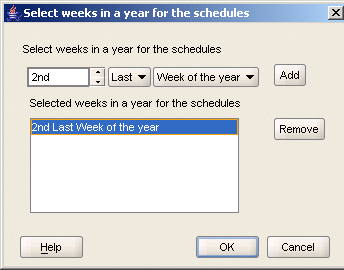 Select weeks in a year for the schedules
Select weeks in a year for the schedules
2nd Last Week of the year Add
Selected weeks in a year for the schedules
2nd Last Week of the year
Remove
Help OK Cancel